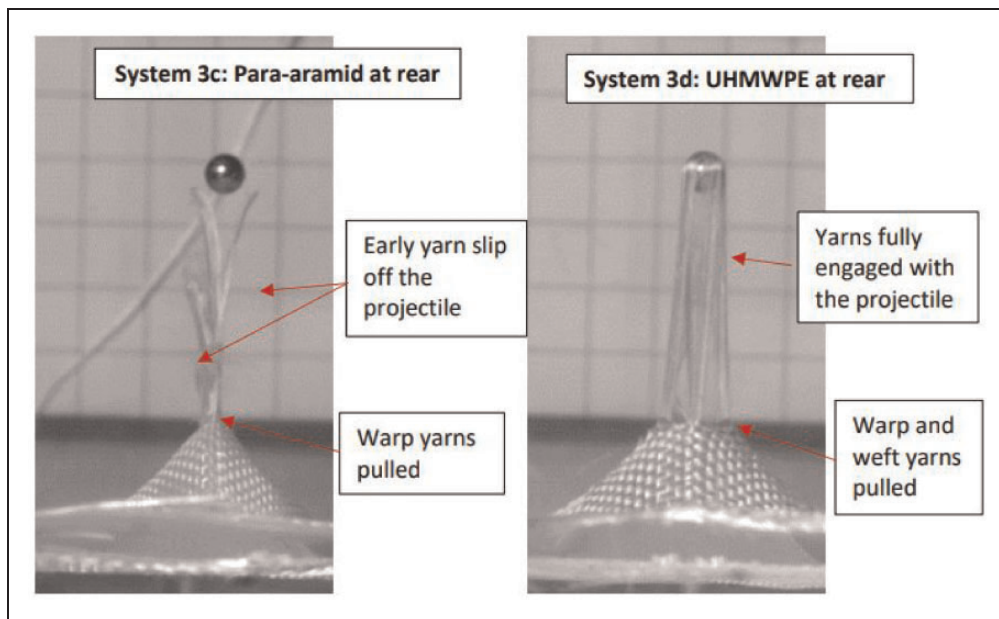 System 3c: Para-aramid at rear
Early yarn slip
off the
projectile
Warp yarns
pulled
System 3d: UHMWPE at rear
Yarns fully
engaged with
the projectile
Warp and
weft yarns
pulled